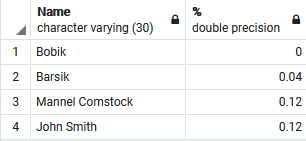 Name %
character varying (30) double precision
1 Bobik 0
2 Barsik 0.04
3 Mannel Comstock 0.12
4 John Smith 0.12